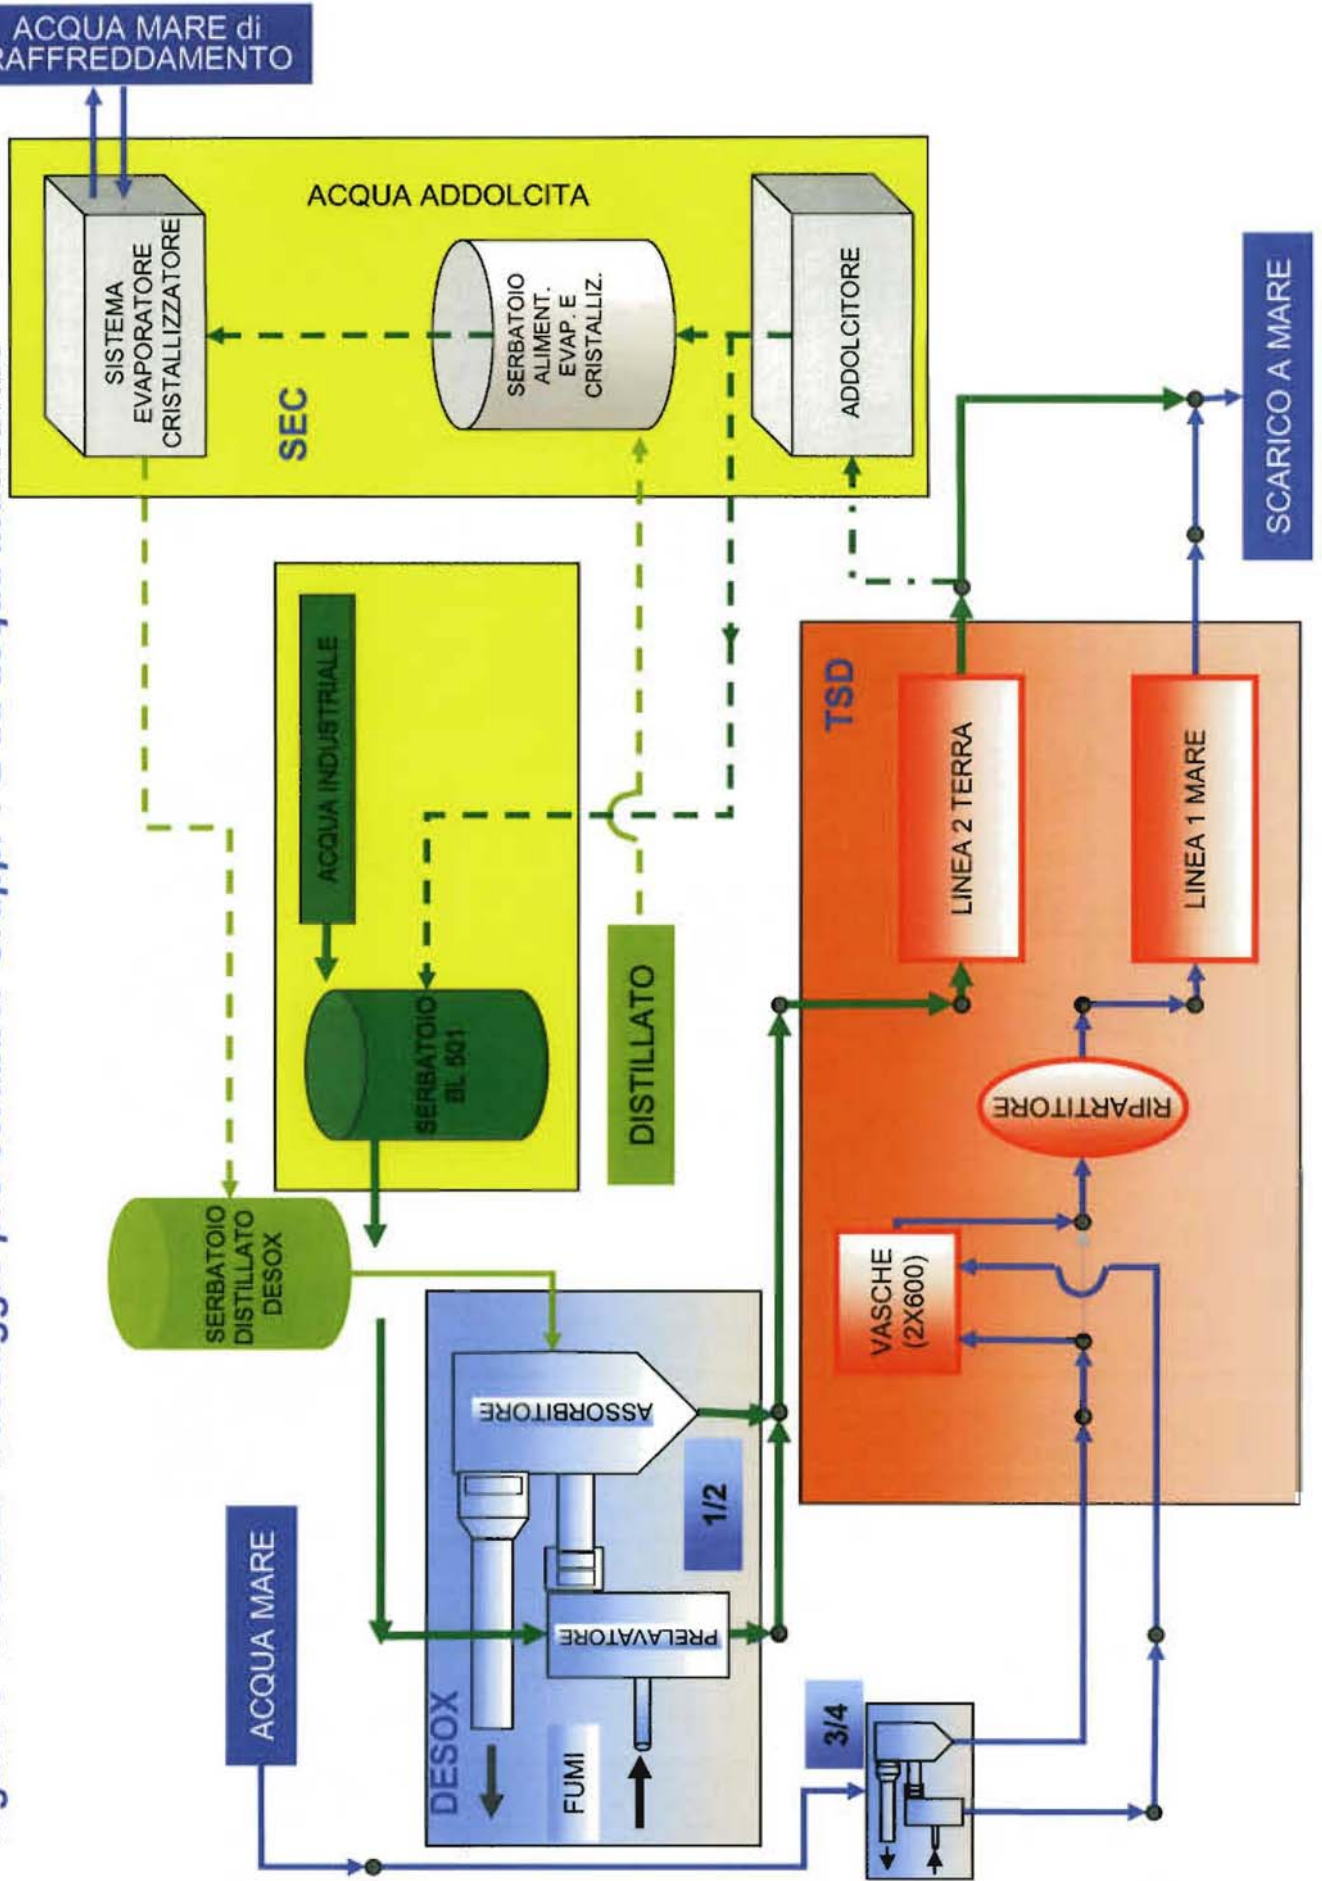 ACQUA MARE di
RAFFREDDAMENTO
SISTEMA
EVAPORATORE
CRISTALLIZZATORE
ACQUA ADDOLCITA
SEC
SERBATOIO
ALIMENT.
EVAP. E
CRISTALLIZ.
ADDOLCITORE
ACQUA INDUSTRIALE
SERBATOIO
BL 501
DISTILLATO
SERBATOIO
DISTILLATO
DESOX
TSD
LINEA 2 TERRA
LINEA 1 MARE
SCARICO A MARE
RIPARTITORE
VASCHE
(2X600)
ACQUA MARE
DESOX
ASSORBITORE
PRELAVATORE
FUMI
1/2
3/4